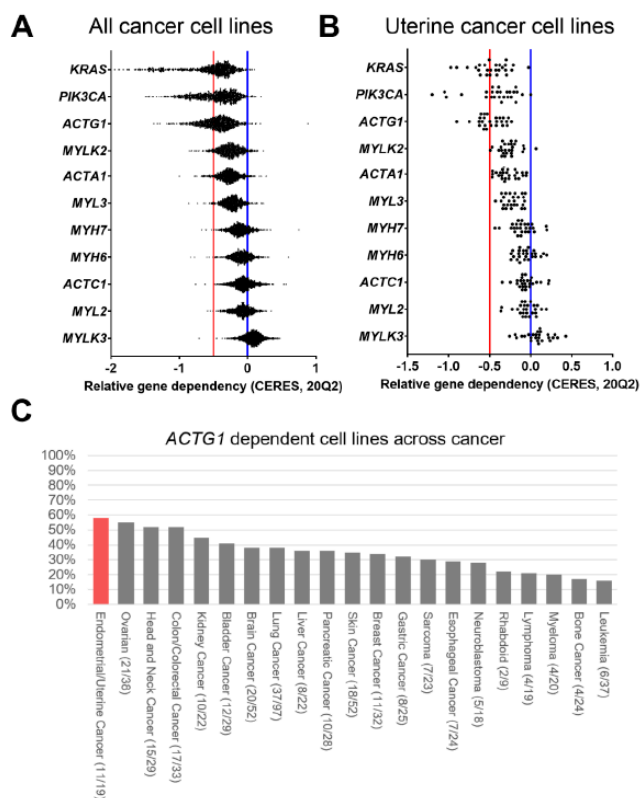 A
All cancer cell lines
KRAS
PIK3CA
ACTG1
MYLK2
ACTA1
MYL3
MYH7
MYH6
ACTC1
MYL2
MYLK3
-2
-1
0
1
Relative gene dependency (CERES, 20Q2)
B
Uterine cancer cell lines
KRAS
PIK3CA
ACTG1
MYLK2
ACTA1
MYL3
MYH7
MYH6
ACTC1
MYL2
MYLK3
-1.5
-1.0
-0.5
0.0
0.5
1.0
Relative gene dependency (CERES, 20Q2)
C
ACTG1 dependent cell lines across cancer
100%
90%
80%
70%
60%
50%
40%
30%
20%
10%
0%
Endometrial/Uterine Cancer (11/19)
Ovarian (21/38)
Head and Neck Cancer (15/29)
Colon/Colorectal Cancer (17/33)
Kidney Cancer (10/22)
Bladder Cancer (12/29)
Brain Cancer (20/52)
Lung Cancer (37/97)
Liver Cancer (8/22)
Pancreatic Cancer (10/28)
Skin Cancer (18/52)
Breast Cancer (11/32)
Gastric Cancer (8/25)
Sarcoma (7/23)
Esophageal Cancer (7/24)
Neuroblastoma (5/18)
Rhabdoid (2/9)
Lymphoma (4/19)
Myeloma (4/20)
Bone Cancer (4/24)
Leukemia (6/37)